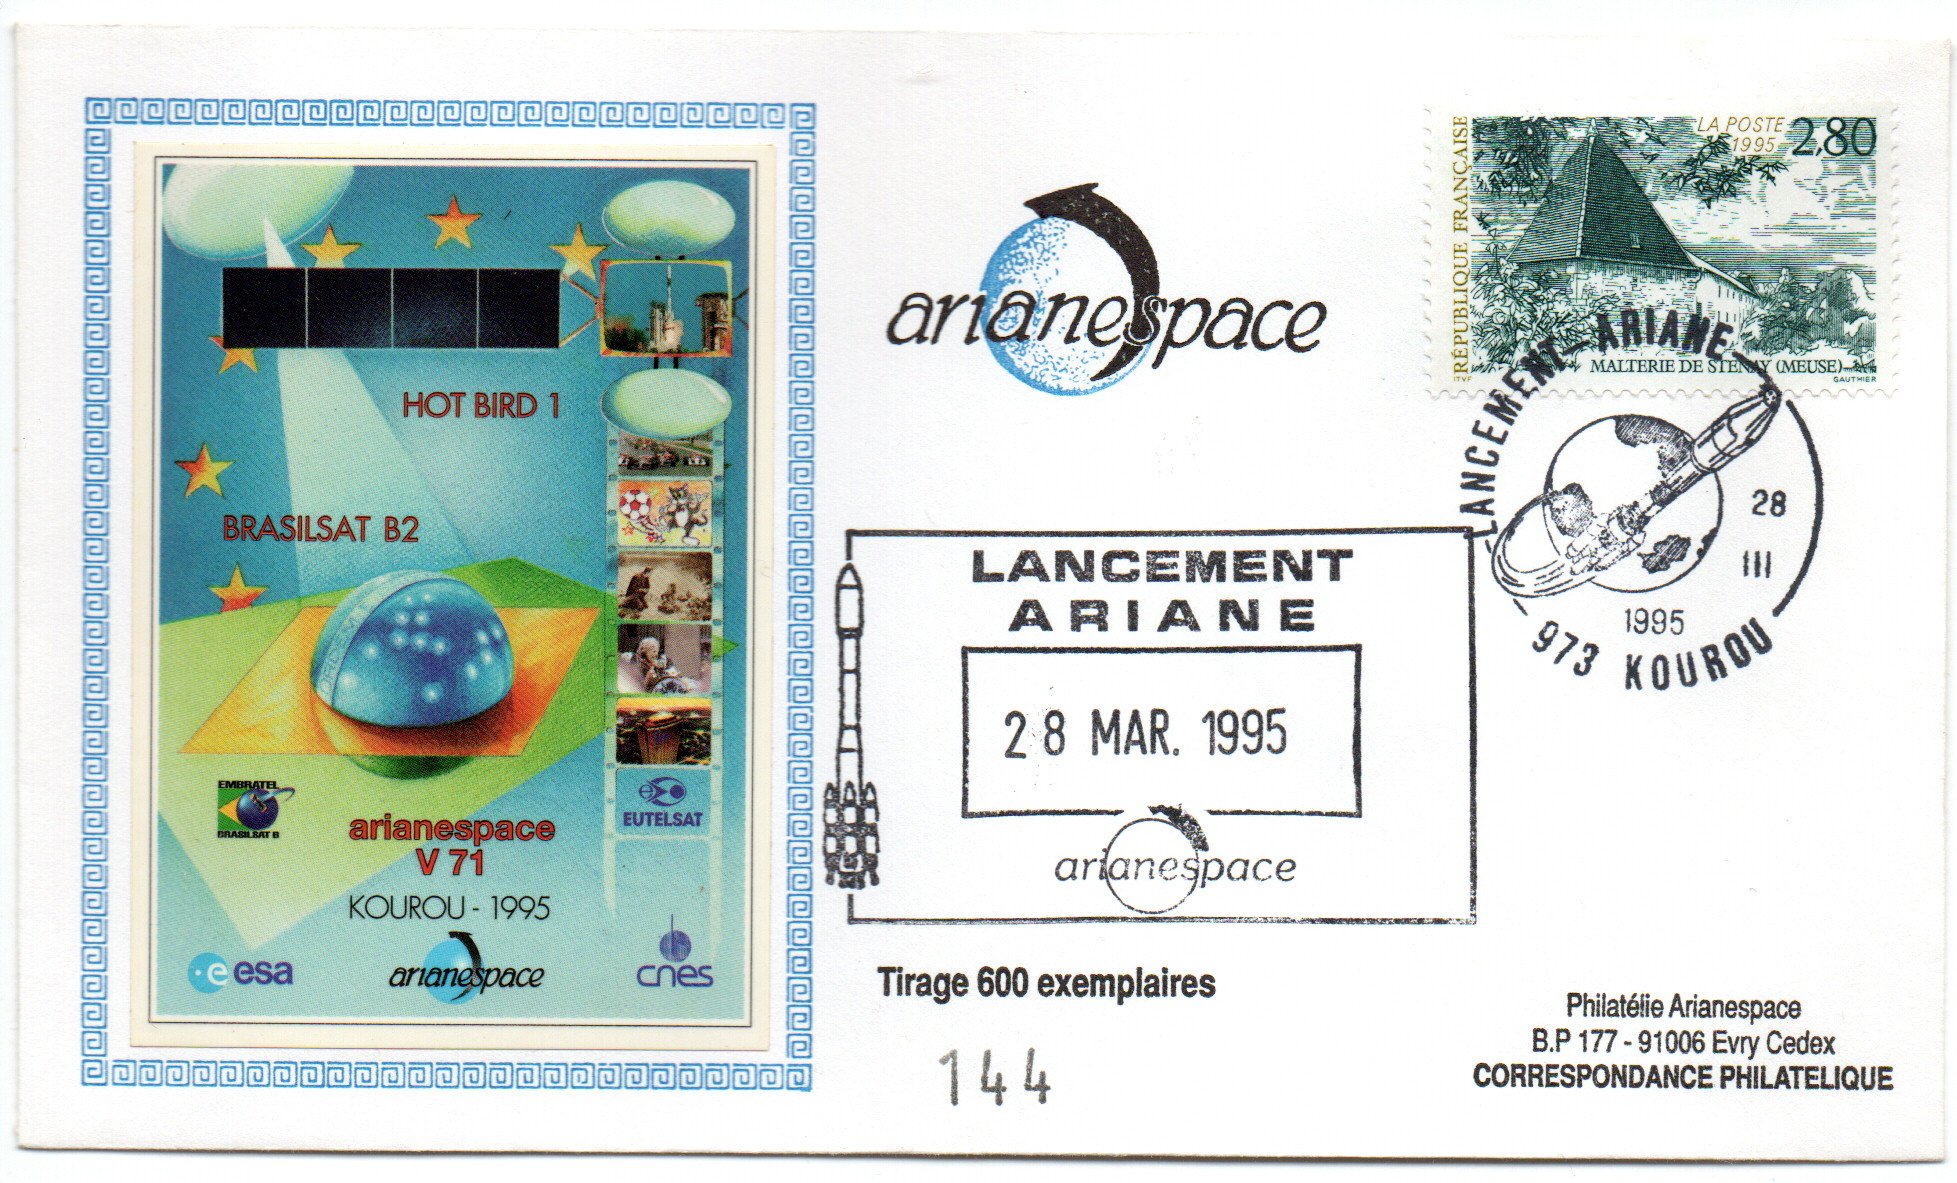 HOT BIRD 1
BRASILSAT B2
EMBRATEL
BRASILSAT B
EUTELSAT
arianespace
V 71
KOUROU - 1995
esa
arianespace
cnes
arianespace
RÉPUBLIQUE FRANÇAISE
LA POSTE
1995
2,80
MALTERIE DE STENAY (MEUSE)
ITVF
GAUTHIER
LANCEMENT ARIANE
28
III
1995
973 KOUROU
LANCEMENT
ARIANE
28 MAR. 1995
arianespace
Tirage 600 exemplaires
144
Philatélie Arianespace
B.P 177 - 91006 Evry Cedex
CORRESPONDANCE PHILATELIQUE